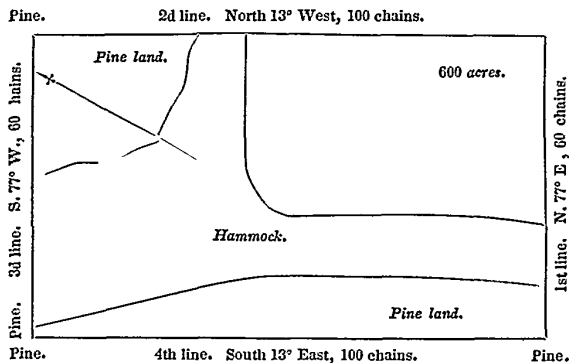 Pine. 2d line. North 13° West, 100 chains.
Pine land.
600 acres.
3d line. S. 77° W., 60 hains.
1st line. N. 77° E, 60 chains.
Hammock.
Pine land.
Pine.
Pine. 4th line. South 13° East, 100 chains. Pine.